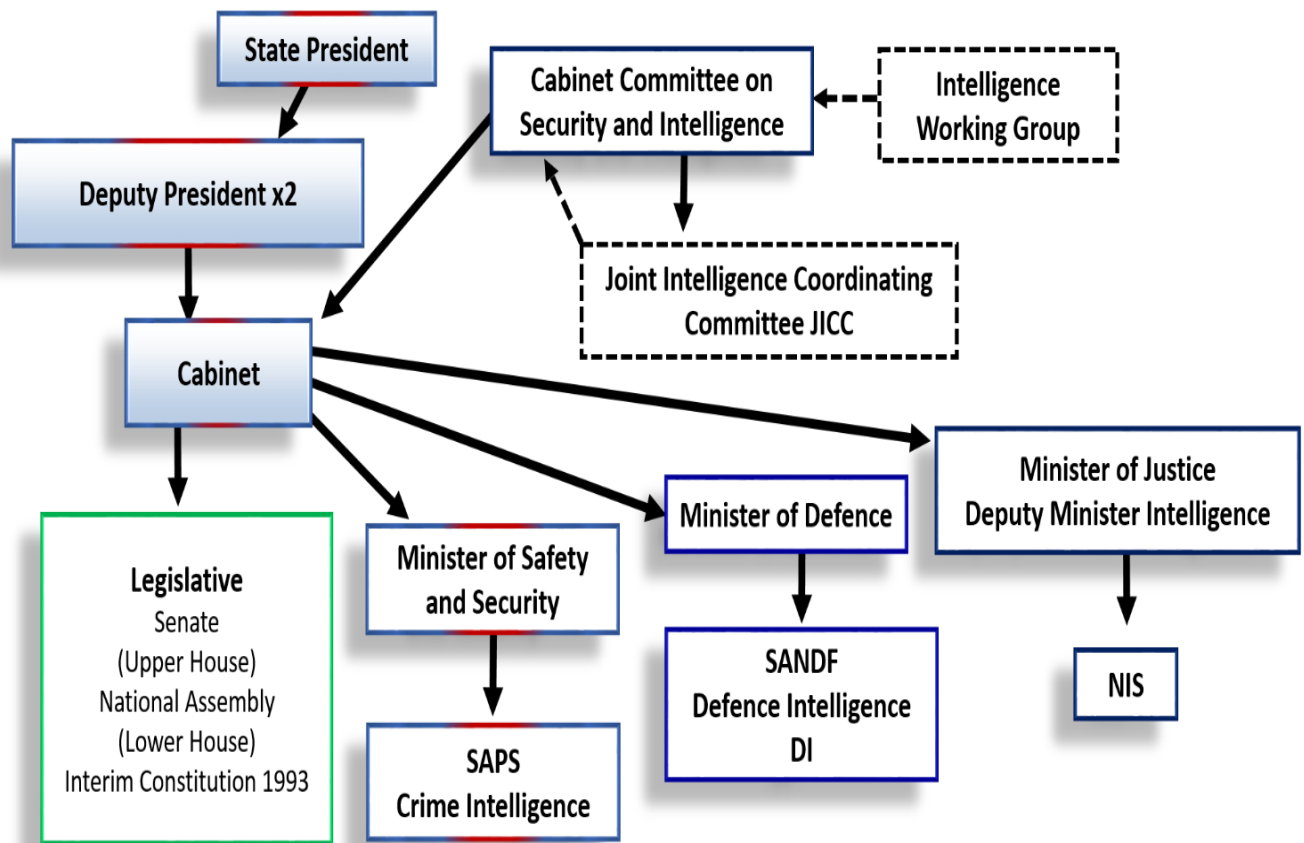 State President
Cabinet Committee on
Security and Intelligence
Intelligence
Working Group
Deputy President x2
Joint Intelligence Coordinating
Committee JICC
Cabinet
Minister of Justice
Deputy Minister Intelligence
Minister of Defence
Legislative
Senate
(Upper House)
National Assembly
(Lower House)
Interim Constitution 1993
Minister of Safety
and Security
SANDF
Defence Intelligence
DI
NIS
SAPS
Crime Intelligence